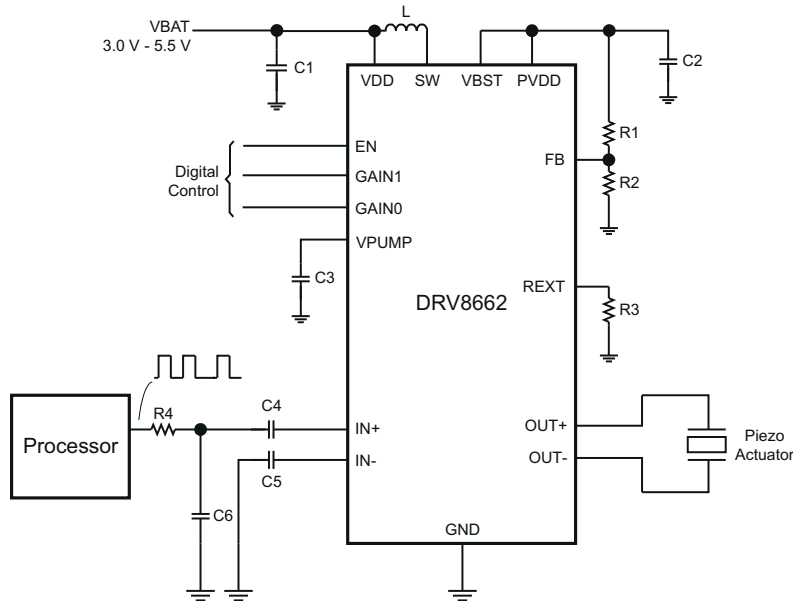 L
VBAT
3.0 V - 5.5 V
C1
C2
VDD
SW
VBST
PVDD
R1
EN
FB
Digital
Control
GAIN1
R2
GAIN0
VPUMP
C3
REXT
DRV8662
R3
R4
C4
Processor
IN+
OUT+
Piezo
Actuator
IN-
OUT-
C5
C6
GND